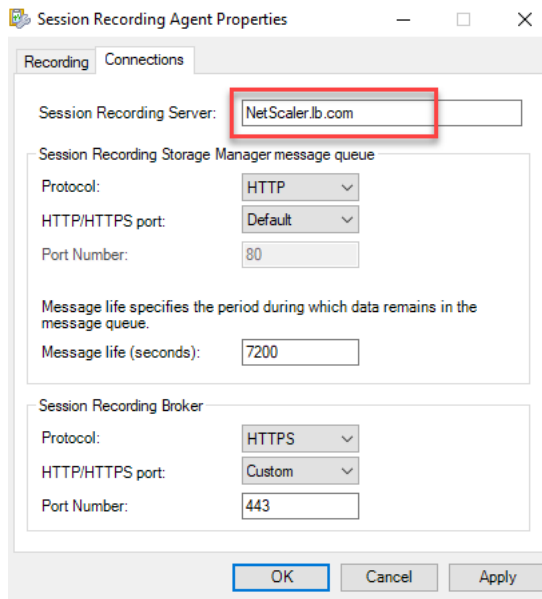 Session Recording Agent Properties
Recording
Connections
Session Recording Server:
NetScaler.lb.com
Session Recording Storage Manager message queue
Protocol:
HTTP
HTTP/HTTPS port:
Default
Port Number:
80
Message life specifies the period during which data remains in the
message queue.
Message life (seconds):
7200
Session Recording Broker
Protocol:
HTTPS
HTTP/HTTPS port:
Custom
Port Number:
443
OK
Cancel
Apply